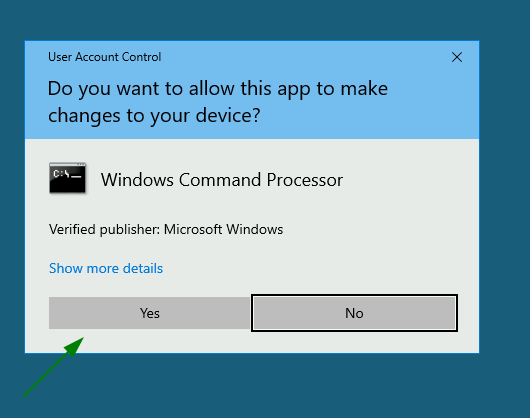 User Account Control
Do you want to allow this app to make
changes to your device?
C:\_
Windows Command Processor
Verified publisher: Microsoft Windows
Show more details
Yes No